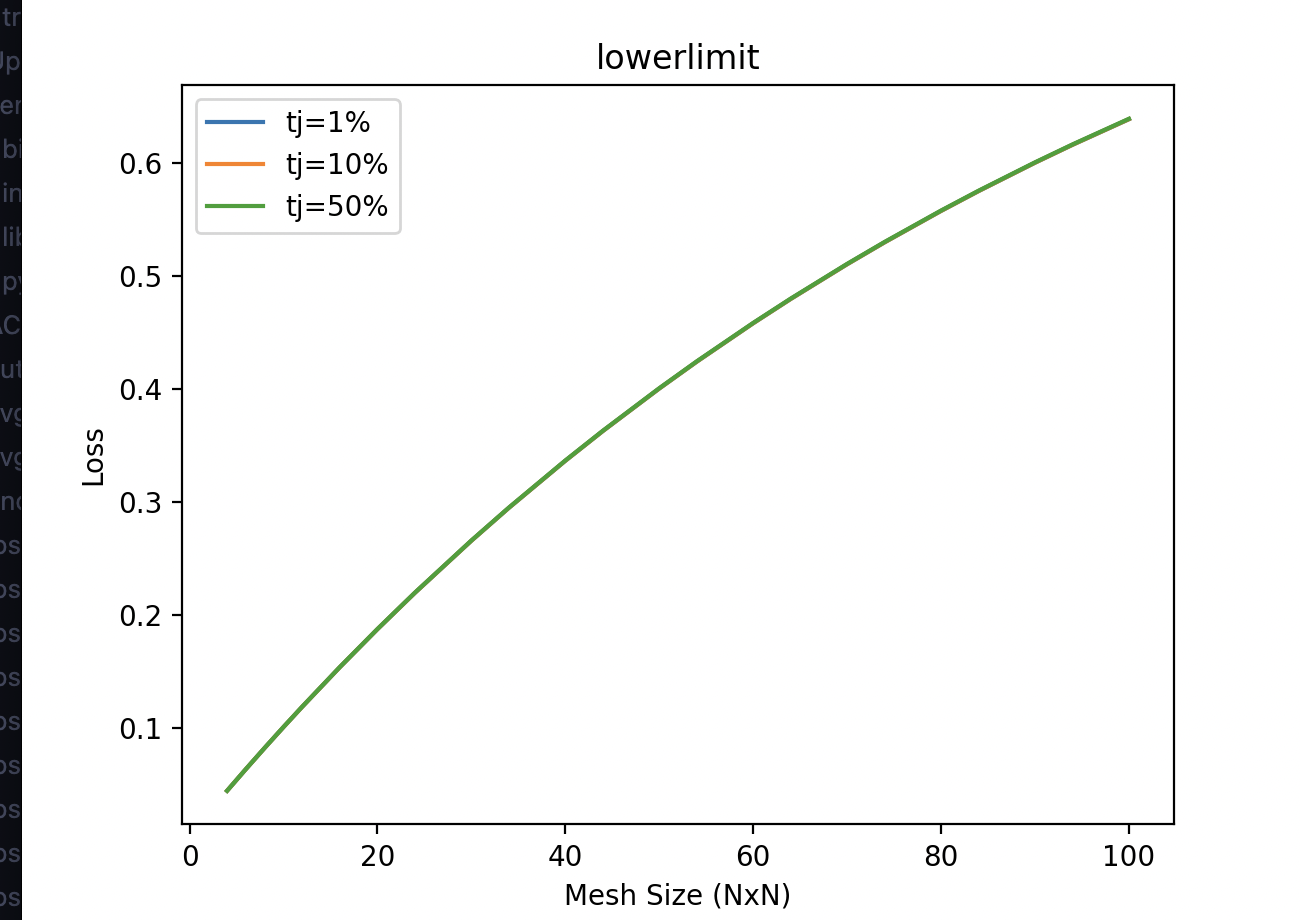 lowerlimit
tj=1%
tj=10%
tj=50%
0.6
0.5
0.4
0.3
0.2
0.1
Loss
0 20 40 60 80 100
Mesh Size (NxN)